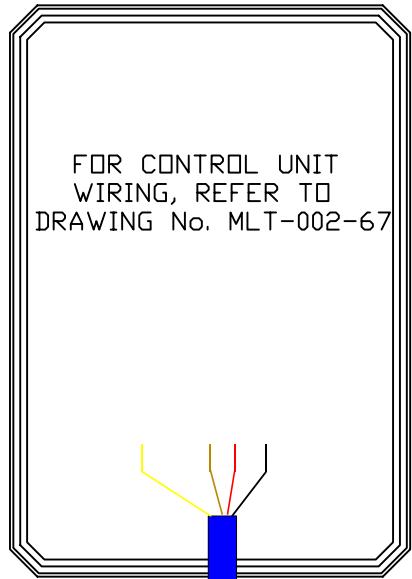 FOR CONTROL UNIT
WIRING, REFER TO
DRAWING No. MLT-002-67